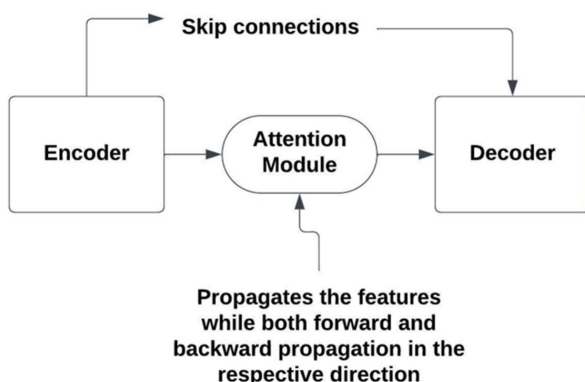 Skip connections
Encoder
Attention
Module
Decoder
Propagates the features
while both forward and
backward propagation in the
respective direction